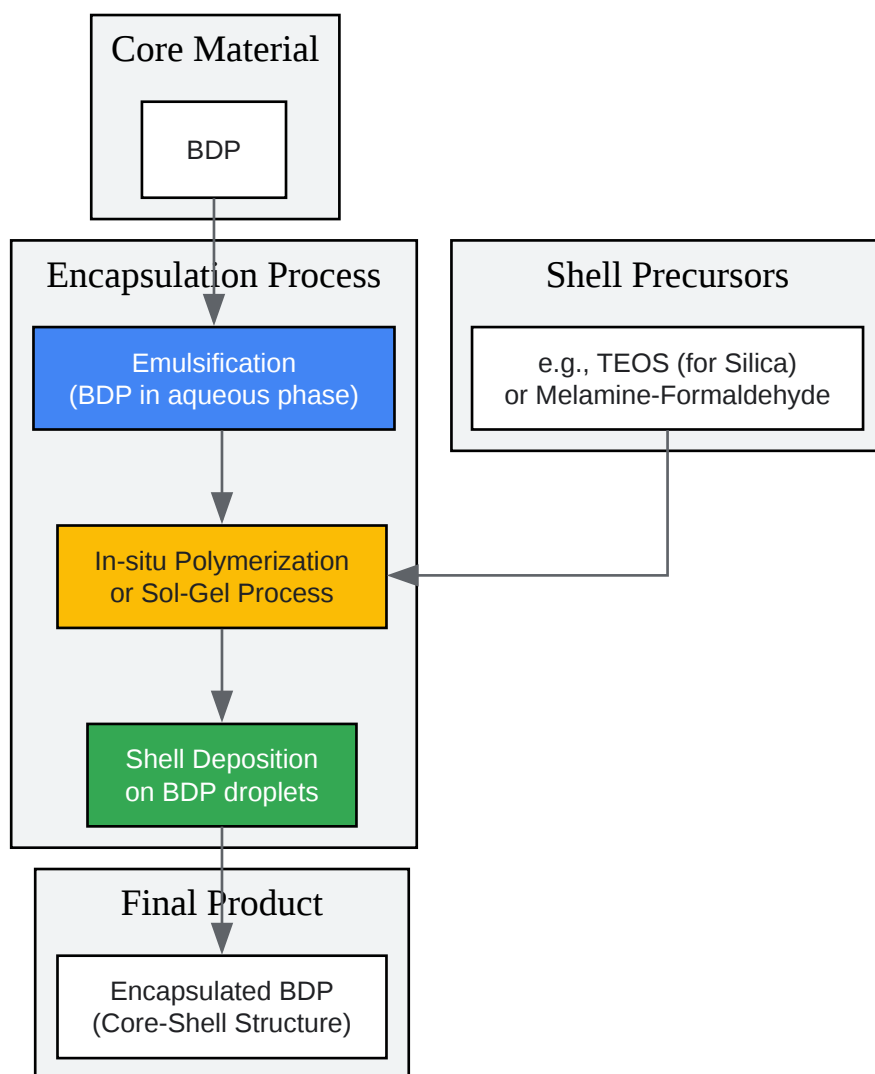 Core Material
BDP
Encapsulation Process
Emulsification
(BDP in aqueous phase)
In-situ Polymerization
or Sol-Gel Process
Shell Deposition
on BDP droplets
Shell Precursors
e.g., TEOS (for Silica)
or Melamine-Formaldehyde
Final Product
Encapsulated BDP
(Core-Shell Structure)